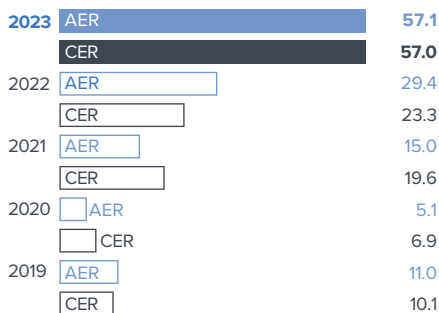 2023 AER 57.1
CER 57.0
2022 AER 29.4
CER 23.3
2021 AER 15.0
CER 19.6
2020 AER 5.1
CER 6.9
2019 AER 11.0
CER 10.1